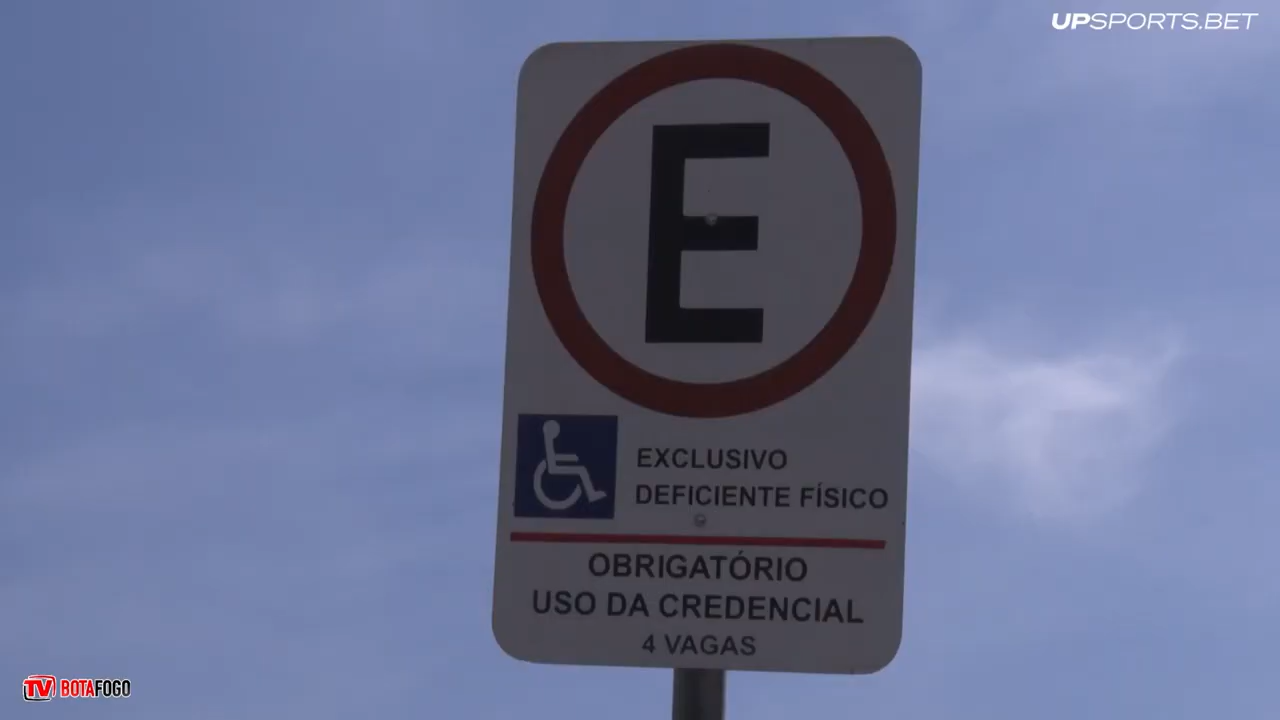 UPSPORTS.BET
E
EXCLUSIVO
DEFICIENTE FÍSICO
OBRIGATÓRIO
USO DA CREDENCIAL
4 VAGAS
TV BOTAFOGO